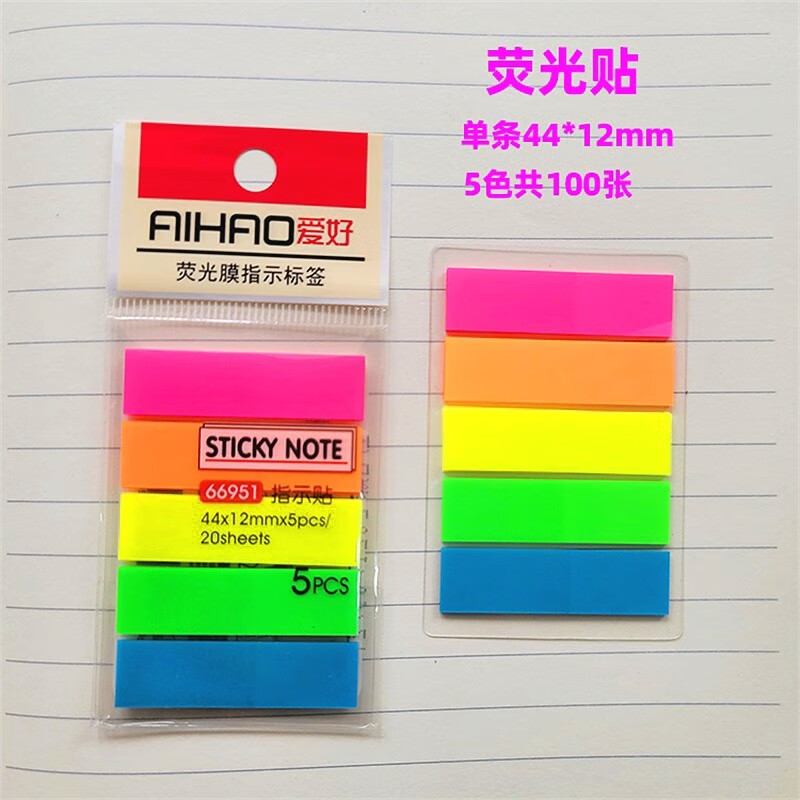 荧光贴
单条44*12mm
5色共100张
AIHAO爱好
荧光膜指示标签
STICKY NOTE
66951 指示贴
44x12mmx5pcs/
20sheets
5PCS